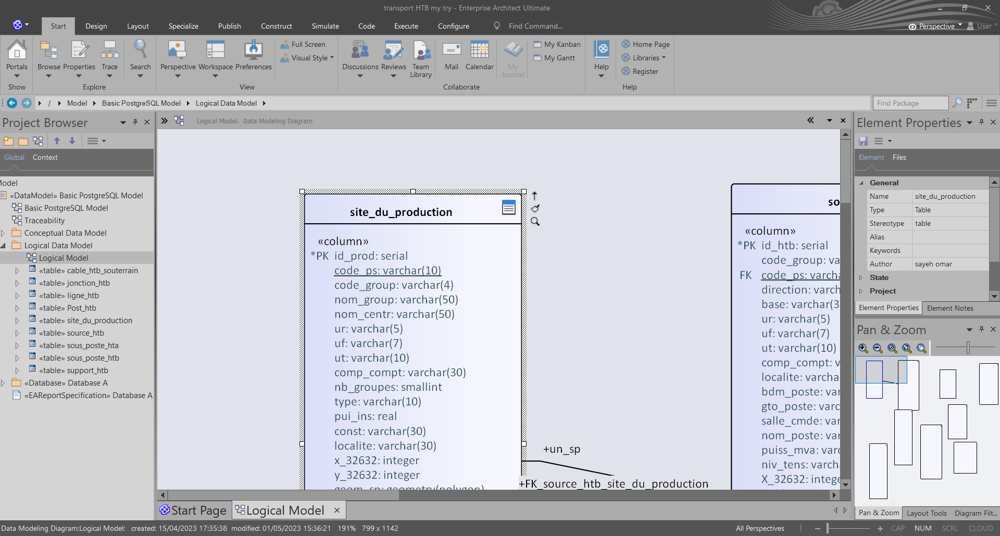 transport HTB my try - Enterprise Architect Ultimate
Start
Design
Layout
Specialize
Publish
Construct
Simulate
Code
Execute
Configure
Find Command...
Perspective
User
Portals
Browse
Properties
Trace
Search
Perspective
Workspace
Preferences
Full Screen
Visual Style
Discussions
Reviews
Team Library
Mail
Calendar
My Journal
My Kanban
My Gantt
Help
Home Page
Libraries
Register
Show
Explore
View
Collaborate
Help
/ Model Basic PostgreSQL Model Logical Data Model
Find Package
Project Browser
Global
Context
Model
«DataModel» Basic PostgreSQL Model
Basic PostgreSQL Model
Traceability
Conceptual Data Model
Logical Data Model
Logical Model
«table» cable_htb_souterrain
«table» jonction_htb
«table» ligne_htb
«table» Post_htb
«table» site_du_production
«table» source_htb
«table» sous_poste_hta
«table» sous_poste_htb
«table» support_htb
«Database» Database A
«EAReportSpecification» Database A
Logical Model. Data Modeling Diagram
site_du_production
«column»
*PK id_prod: serial
code_ps: varchar(10)
code_group: varchar(4)
nom_group: varchar(50)
nom_centr: varchar(50)
ur: varchar(5)
uf: varchar(7)
ut: varchar(10)
comp_compt: varchar(30)
nb_groupes: smallint
type: varchar(10)
pui_ins: real
const: varchar(30)
localite: varchar(30)
x_32632: integer
y_32632: integer
geom_sp: geometry(polygon)
+un_sp
+FK_source_htb_site_du_production
so
«column»
*PK id_htb: serial
code_group: va
FK code_ps: varcha
direction: varch
base: varchar(3
ur: varchar(5)
uf: varchar(7)
ut: varchar(10)
comp_compt: v
localite: varcha
bdm_poste: var
gto_poste: varc
salle_cmde: var
nom_poste: var
puiss_mva: varc
niv_tens: varcha
X_32632: intege
Start Page
Logical Model
Element Properties
Element
Files
General
Name site_du_production
Type Table
Stereotype table
Alias
Keywords
Author sayeh omar
State
Project
Element Properties
Element Notes
Pan & Zoom
Pan & Zoom
Layout Tools
Diagram Filt...
Data Modeling Diagram:Logical Model: created: 15/04/2023 17:35:38 modified: 01/05/2023 15:36:21 191% 799 x 1142
All Perspectives
CAP NUM SCRL CLOUD